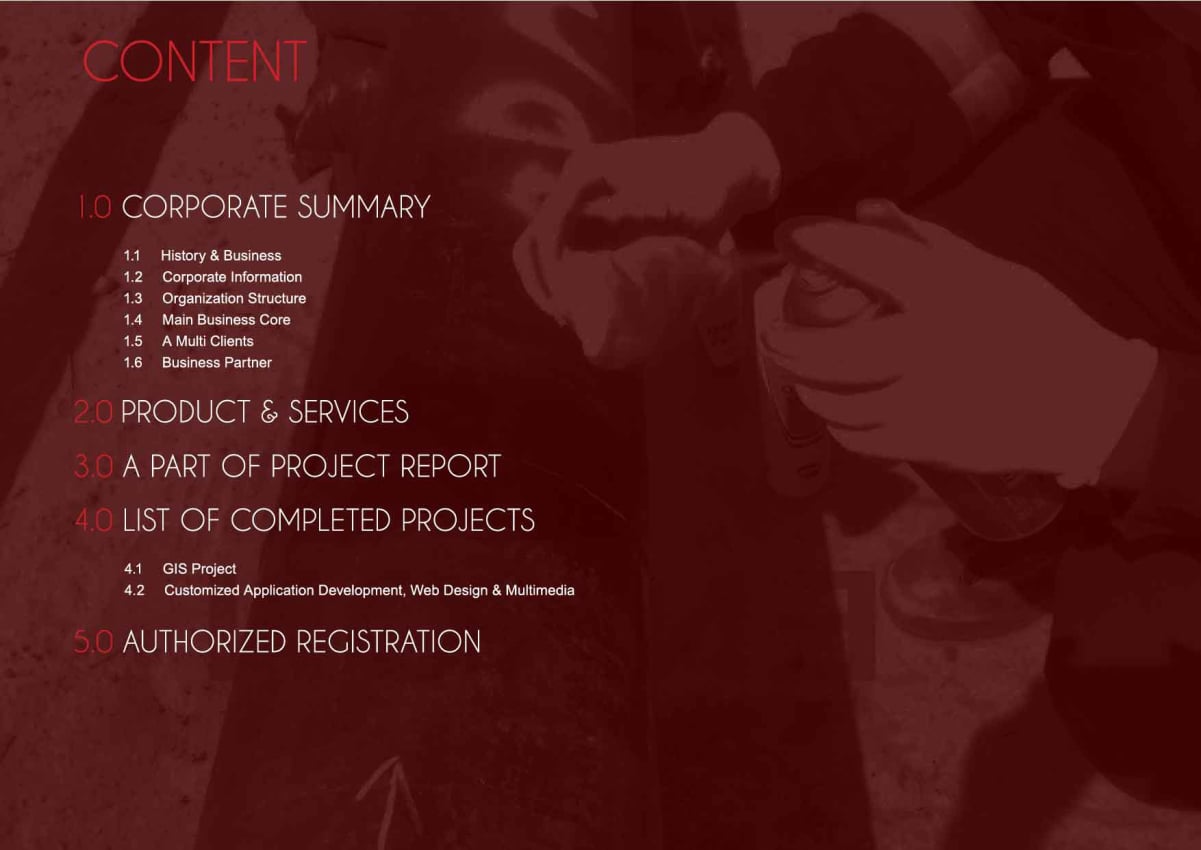 CONTENT
1.0 CORPORATE SUMMARY
1.1 History & Business
1.2 Corporate Information
1.3 Organization Structure
1.4 Main Business Core
1.5 A Multi Clients
1.6 Business Partner
2.0 PRODUCT & SERVICES
3.0 A PART OF PROJECT REPORT
4.0 LIST OF COMPLETED PROJECTS
4.1 GIS Project
4.2 Customized Application Development, Web Design & Multimedia
5.0 AUTHORIZED REGISTRATION